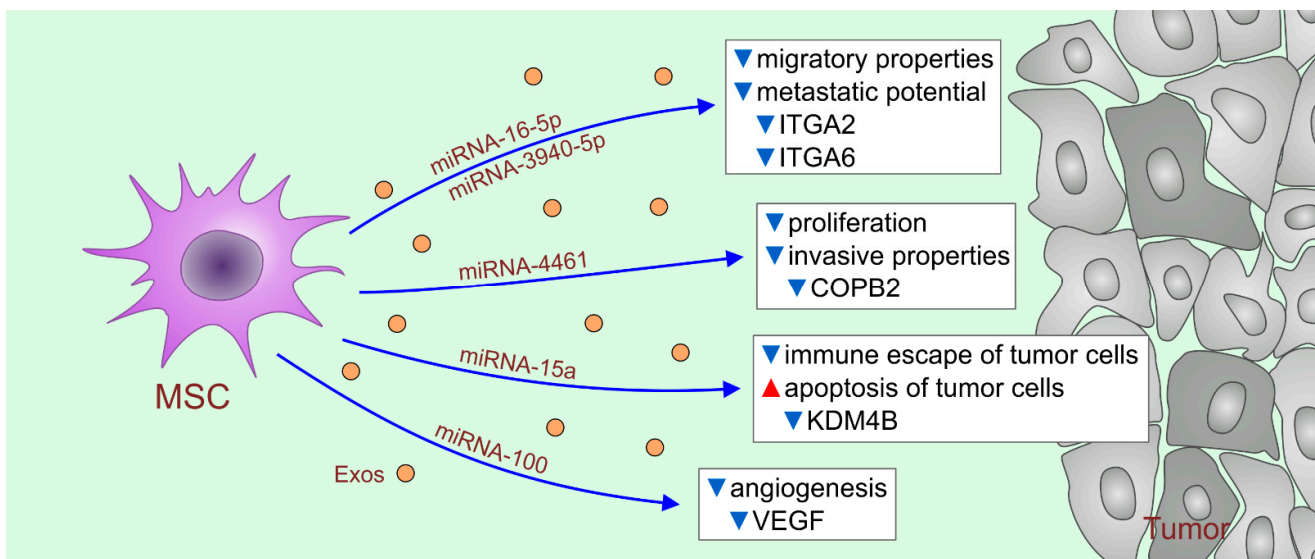 miRNA-16-5p
miRNA-3940-5p
▼migratory properties
▼metastatic potential
▼ITGA2
▼ITGA6
miRNA-4461
▼proliferation
▼invasive properties
▼COPB2
miRNA-15a
▼immune escape of tumor cells
▲apoptosis of tumor cells
▼KDM4B
miRNA-100
▼angiogenesis
▼VEGF
MSC
Exos
Tumor